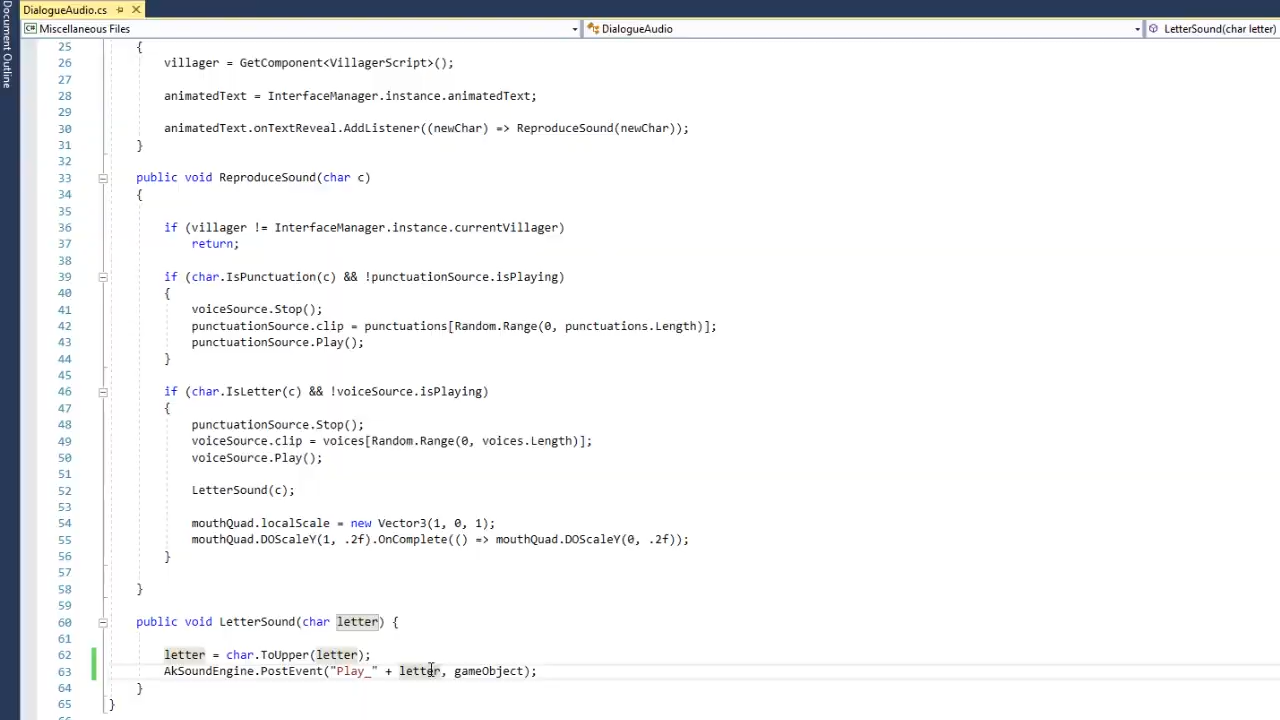 Document Outline
DialogueAudio.cs
C# Miscellaneous Files
DialogueAudio
LetterSound(char letter)
25 {
26 villager = GetComponent<VillagerScript>();
27
28 animatedText = InterfaceManager.instance.animatedText;
29
30 animatedText.onTextReveal.AddListener((newChar) => ReproduceSound(newChar));
31 }
32
33 public void ReproduceSound(char c)
34 {
35
36 if (villager != InterfaceManager.instance.currentVillager)
37 return;
38
39 if (char.IsPunctuation(c) && !punctuationSource.isPlaying)
40 {
41 voiceSource.Stop();
42 punctuationSource.clip = punctuations[Random.Range(0, punctuations.Length)];
43 punctuationSource.Play();
44 }
45
46 if (char.IsLetter(c) && !voiceSource.isPlaying)
47 {
48 punctuationSource.Stop();
49 voiceSource.clip = voices[Random.Range(0, voices.Length)];
50 voiceSource.Play();
51
52 LetterSound(c);
53
54 mouthQuad.localScale = new Vector3(1, 0, 1);
55 mouthQuad.DOScaleY(1, .2f).OnComplete(() => mouthQuad.DOScaleY(0, .2f));
56 }
57
58 }
59
60 public void LetterSound(char letter) {
61
62 letter = char.ToUpper(letter);
63 AkSoundEngine.PostEvent("Play_" + letter, gameObject);
64 }
65 }